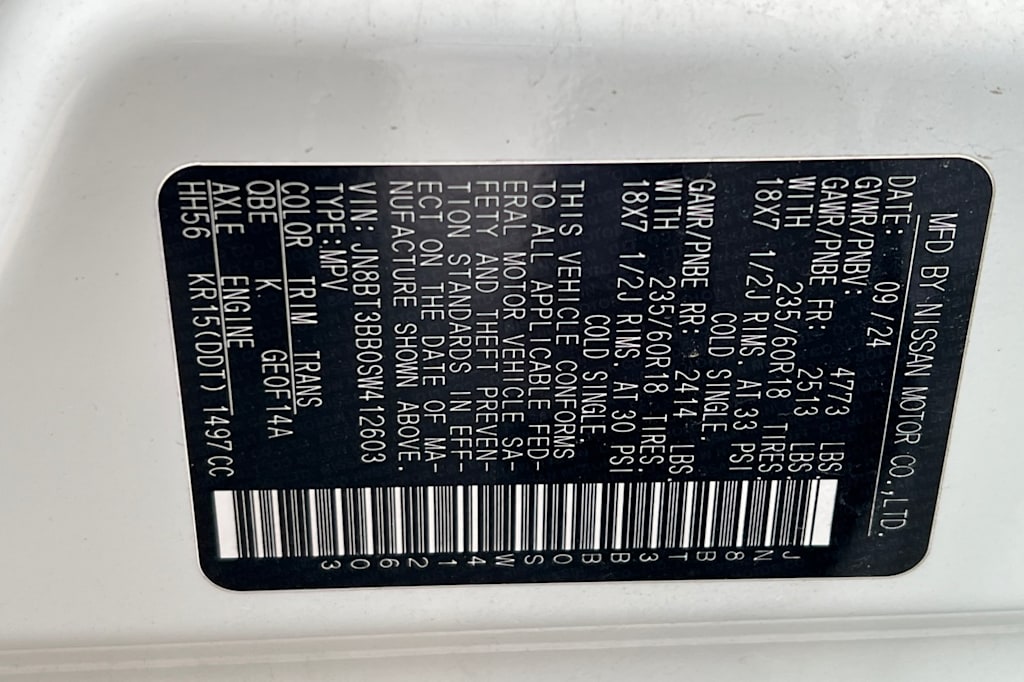 MFD BY NISSAN MOTOR CO.,LTD.
DATE: 09/24
GVWR/PNBV: 4773 LBS.
GAWR/PNBE FR: 2513 LBS.
WITH 235/60R18 TIRES.
18X7 1/2J RIMS. AT 33 PSI
COLD SINGLE.
GAWR/PNBE RR: 2414 LBS.
WITH 235/60R18 TIRES.
18X7 1/2J RIMS. AT 30 PSI.
COLD SINGLE.
THIS VEHICLE CONFORMS
TO ALL APPLICABLE FED-
ERAL MOTOR VEHICLE SA-
FETY AND THEFT PREVEN-
TION STANDARDS IN EFF-
ECT ON THE DATE OF MA-
NUFACTURE SHOWN ABOVE.
VIN: JN8BT3BB0SW412603
TYPE:MPV
COLOR TRIM TRANS
QBE K GE0F14A
AXLE ENGINE
HH56 KR15(DDT) 1497CC
JN8BT3BB0SW412603